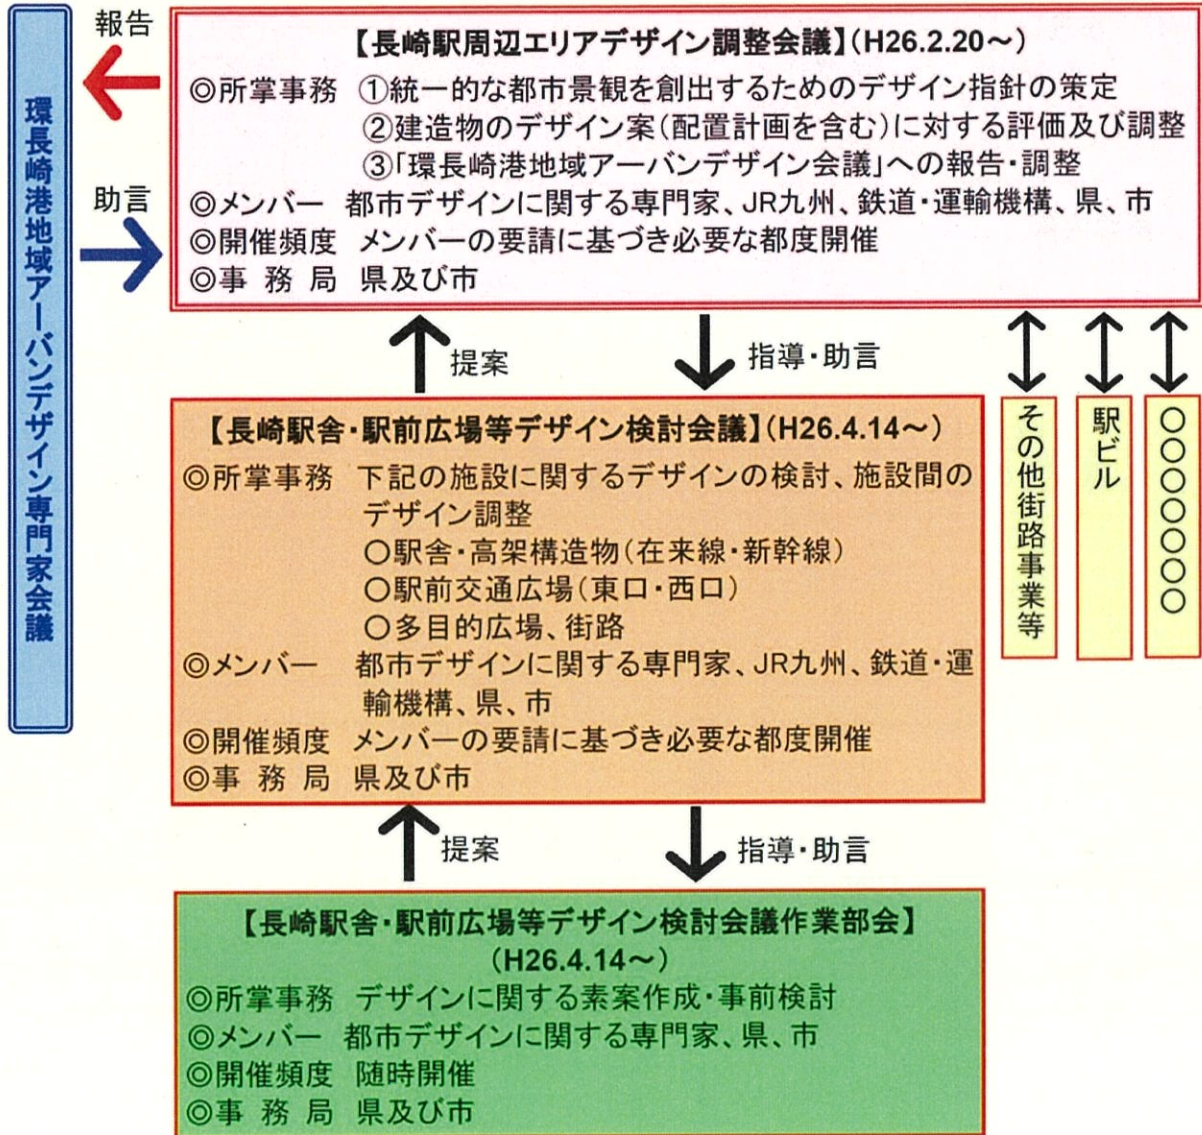 環長崎港地域アーバンデザイン専門家会議
報告
助言
【長崎駅周辺エリアデザイン調整会議】(H26.2.20～)
◎所掌事務 ①統一的な都市景観を創出するためのデザイン指針の策定
②建造物のデザイン案(配置計画を含む)に対する評価及び調整
③「環長崎港地域アーバンデザイン会議」への報告・調整
◎メンバー 都市デザインに関する専門家、JR九州、鉄道・運輸機構、県、市
◎開催頻度 メンバーの要請に基づき必要な都度開催
◎事 務 局 県及び市
提案
指導・助言
【長崎駅舎・駅前広場等デザイン検討会議】(H26.4.14～)
◎所掌事務 下記の施設に関するデザインの検討、施設間の
デザイン調整
○駅舎・高架構造物(在来線・新幹線)
○駅前交通広場(東口・西口)
○多目的広場、街路
◎メンバー 都市デザインに関する専門家、JR九州、鉄道・運
輸機構、県、市
◎開催頻度 メンバーの要請に基づき必要な都度開催
◎事 務 局 県及び市
その他街路事業等
駅ビル
○○○○○○○
提案
指導・助言
【長崎駅舎・駅前広場等デザイン検討会議作業部会】
(H26.4.14～)
◎所掌事務 デザインに関する素案作成・事前検討
◎メンバー 都市デザインに関する専門家、県、市
◎開催頻度 随時開催
◎事 務 局 県及び市